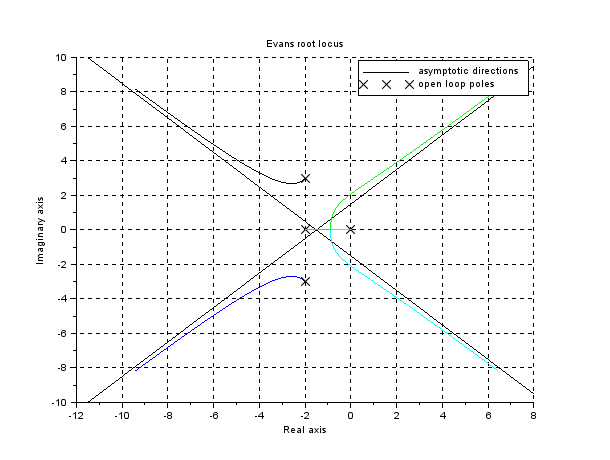 Evans root locus
asymptotic directions
open loop poles
10
8
6
4
2
0
-2
-4
-6
-8
-10
Imaginary axis
-12 -10 -8 -6 -4 -2 0 2 4 6 8
Real axis